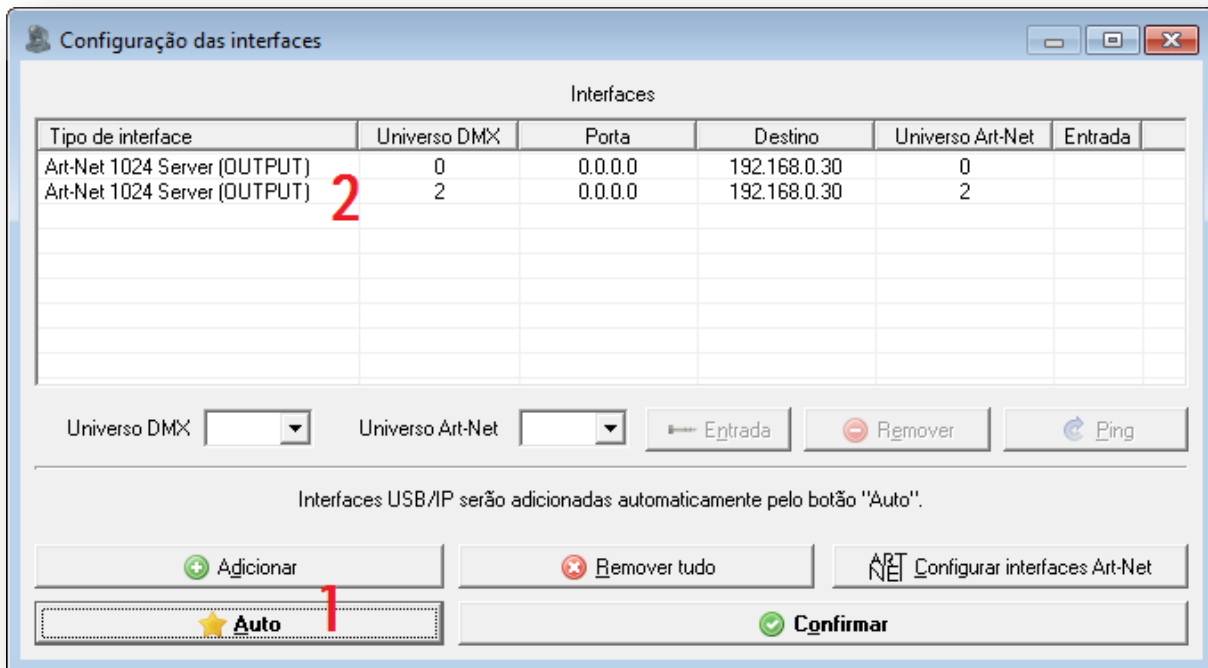 Configuração das interfaces
Interfaces
Tipo de interface Universo DMX Porta Destino Universo Art-Net Entrada
Art-Net 1024 Server (OUTPUT) 0 0.0.0.0 192.168.0.30 0
Art-Net 1024 Server (OUTPUT) 2 0.0.0.0 192.168.0.30 2
2
Universo DMX Universo Art-Net Entrada Remover Ping
Interfaces USB/IP serão adicionadas automaticamente pelo botão "Auto".
Adicionar Remover tudo ART NET Configurar interfaces Art-Net
Auto 1 Confirmar